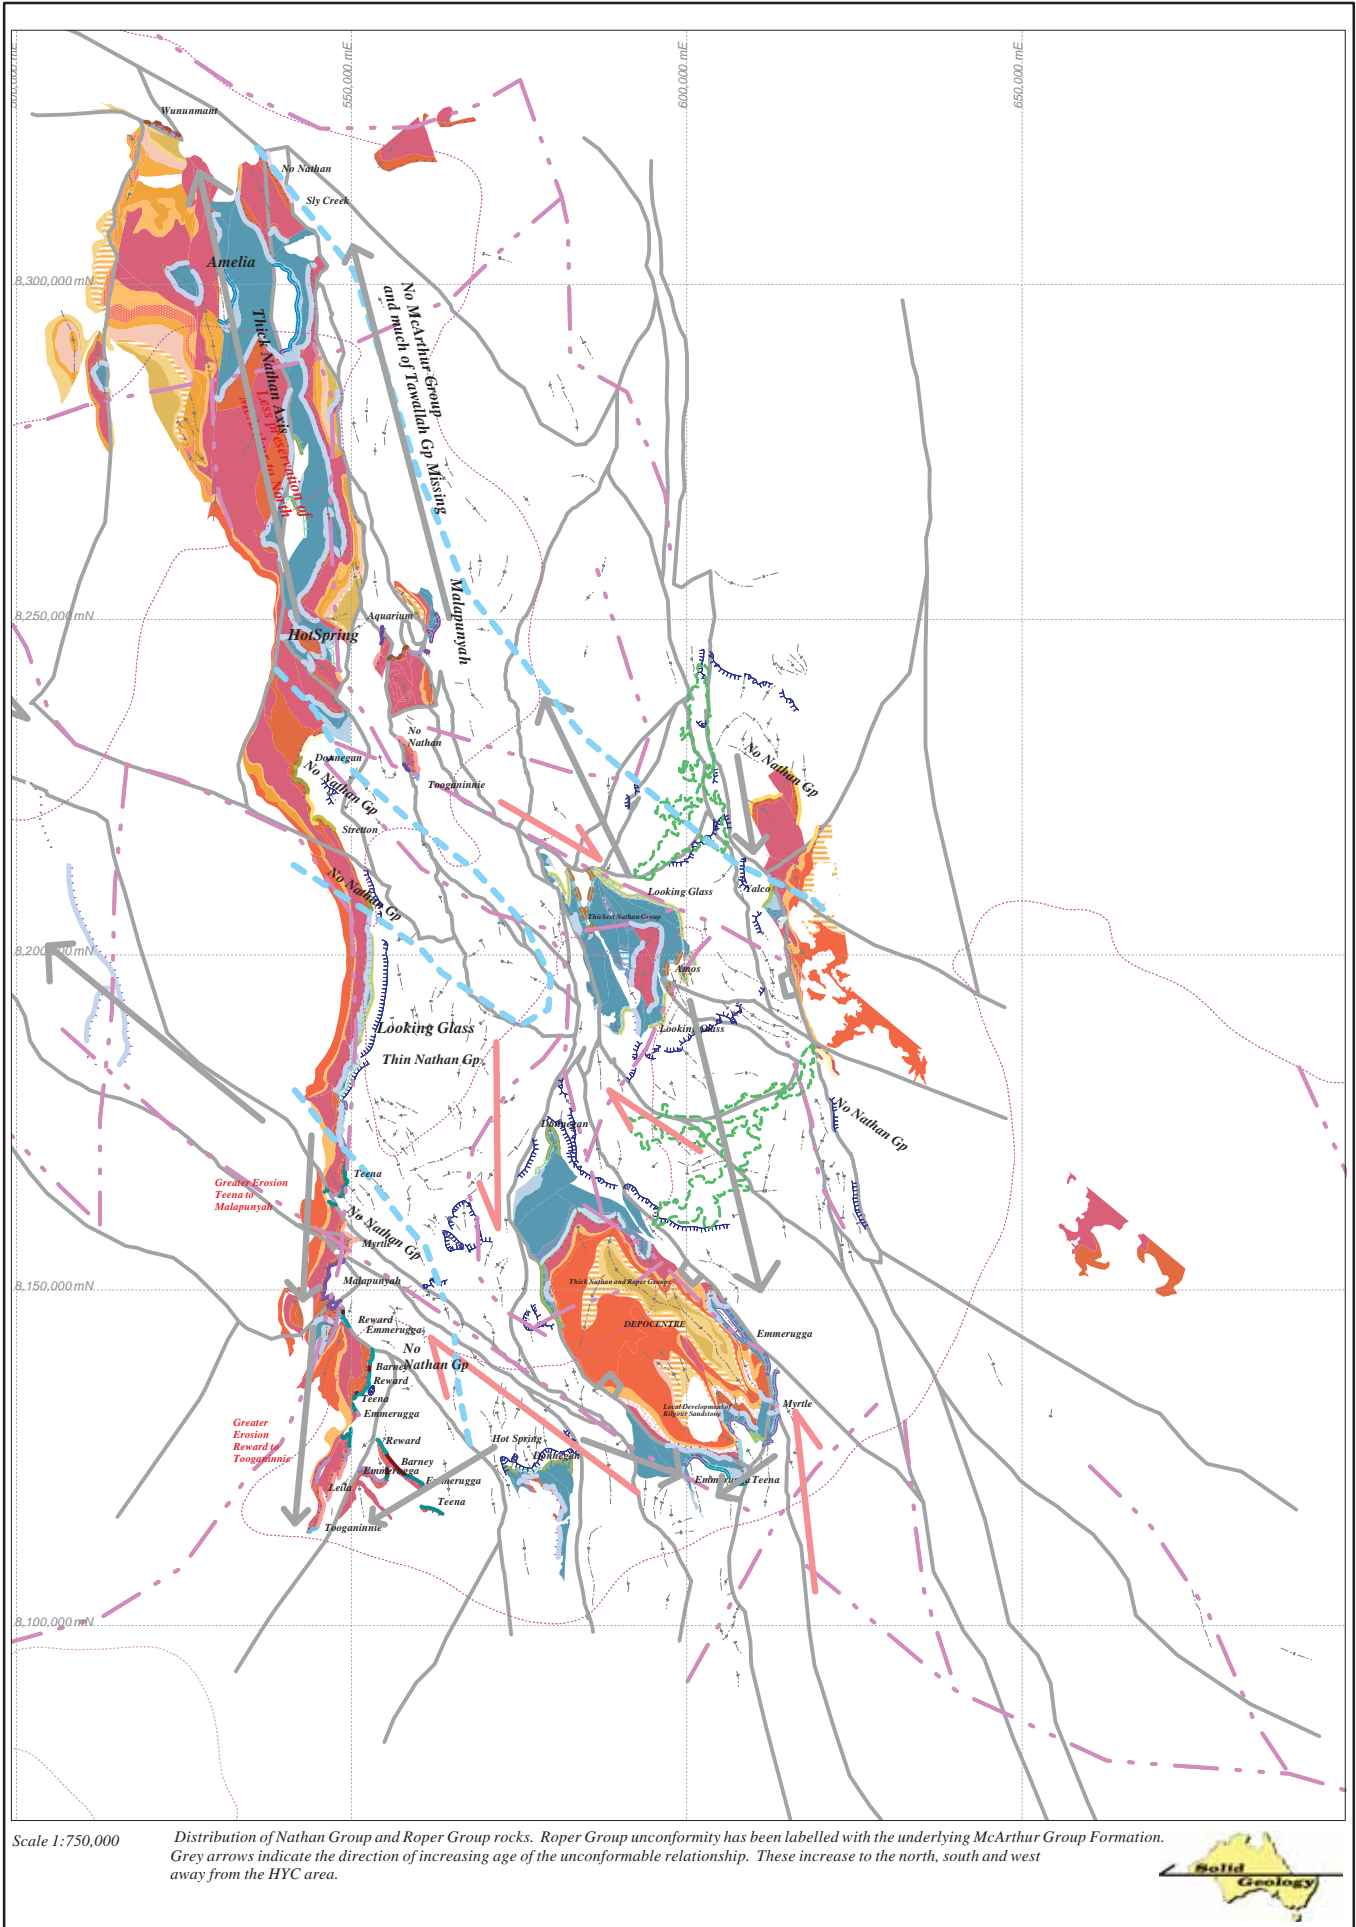 550,000 mE
600,000 mE
650,000 mE
Wununmant
No Nathan
Sly Creek
Amelia
8,300,000 mN
No McArthur Group
and much of Tawallah Gp Missing
Thick Nathan Axis
Less preservation of
to North
8,250,000 mN
Aquarium
Malapunyah
HotSpring
No
Nathan
Donnegan
No Nathan Gp
No Nathan Gp
Tooganinnie
Stretton
No Nathan Gp
Looking Glass
Yalco
Thickest Nathan Group
Amos
Looking Glass
Looking Glass
Thin Nathan Gp
No Nathan Gp
Donnegan
Teena
Greater Erosion
Teena to
Malapunyah
No Nathan Gp
Myrtle
Malapunyah
8,150,000 mN
Thick Nathan and Roper Groups
DEPOCENTRE
Reward
Emmerugga
Emmerugga
No
Nathan Gp
Barney
Reward
Teena
Emmerugga
Myrtle
Local Development of
Kilgour Sandstone
Greater
Erosion
Reward to
Tooganinnie
Hot Spring
Donnegan
Reward
Barney
Emmerugga
Emmerugga
Emmerugga
Teena
Leila
Teena
Tooganinnie
8,100,000 mN
Scale 1:750,000
Distribution of Nathan Group and Roper Group rocks. Roper Group unconformity has been labelled with the underlying McArthur Group Formation.
Grey arrows indicate the direction of increasing age of the unconformable relationship. These increase to the north, south and west
away from the HYC area.
Solid
Geology